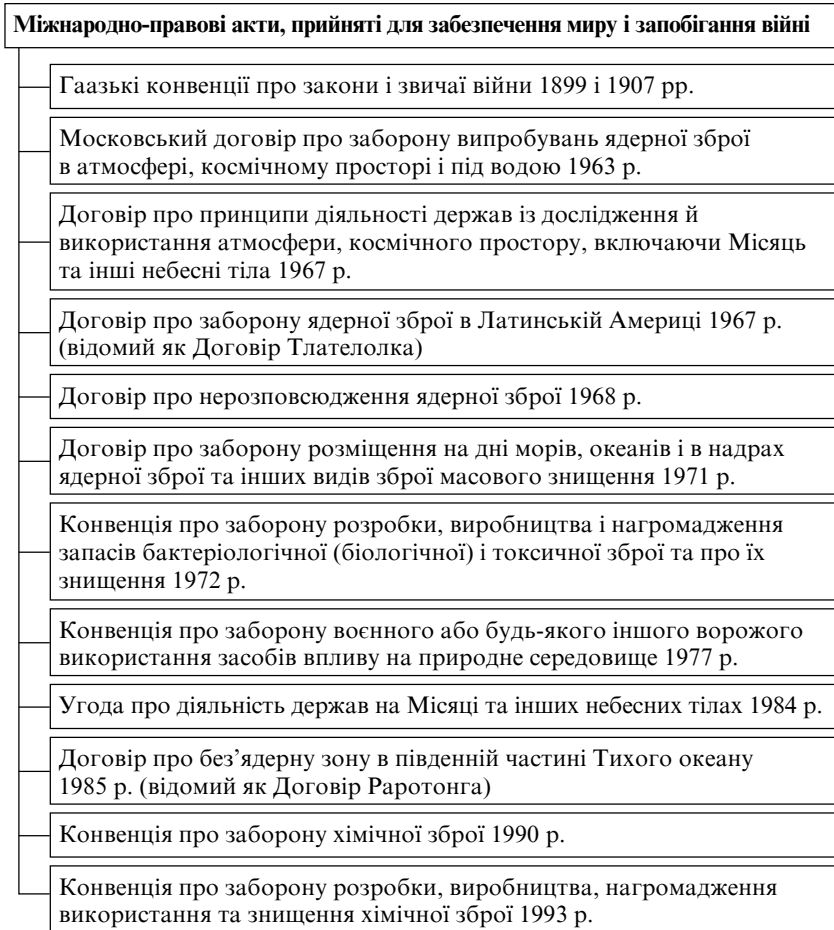 Міжнародно-правові акти, прийняті для забезпечення миру і запобігання війні
Гаазькі конвенції про закони і звичаї війни 1899 і 1907 рр.
Московський договір про заборону випробувань ядерної зброї
в атмосфері, космічному просторі і під водою 1963 р.
Договір про принципи діяльності держав із дослідження й
використання атмосфери, космічного простору, включаючи Місяць
та інші небесні тіла 1967 р.
Договір про заборону ядерної зброї в Латинській Америці 1967 р.
(відомий як Договір Тлателолка)
Договір про нерозповсюдження ядерної зброї 1968 р.
Договір про заборону розміщення на дні морів, океанів і в надрах
ядерної зброї та інших видів зброї масового знищення 1971 р.
Конвенція про заборону розробки, виробництва і нагромадження
запасів бактеріологічної (біологічної) і токсичної зброї та про їх
знищення 1972 р.
Конвенція про заборону воєнного або будь-якого іншого ворожого
використання засобів впливу на природне середовище 1977 р.
Угода про діяльність держав на Місяці та інших небесних тілах 1984 р.
Договір про без’ядерну зону в південній частині Тихого океану
1985 р. (відомий як Договір Раротонга)
Конвенція про заборону хімічної зброї 1990 р.
Конвенція про заборону розробки, виробництва, нагромадження
використання та знищення хімічної зброї 1993 р.